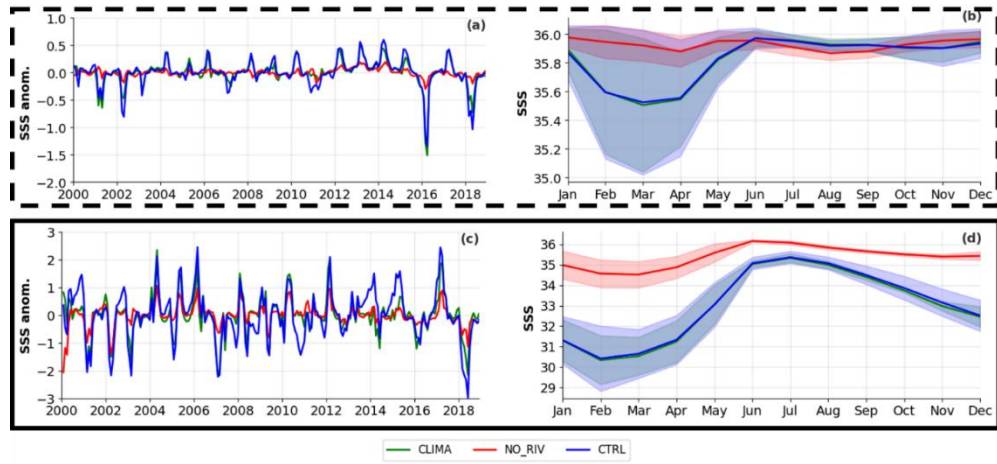 (a)
SSS anom.
1.0
0.5
0.0
−0.5
−1.0
−1.5
−2.0
2000 2002 2004 2006 2008 2010 2012 2014 2016 2018
(b)
SSS
36.0
35.8
35.6
35.4
35.2
35.0
Jan Feb Mar Apr May Jun Jul Aug Sep Oct Nov Dec
(c)
SSS anom.
3
2
1
0
−1
−2
−3
2000 2002 2004 2006 2008 2010 2012 2014 2016 2018
(d)
SSS
36
35
34
33
32
31
30
29
Jan Feb Mar Apr May Jun Jul Aug Sep Oct Nov Dec
CLIMA NO_RIV CTRL